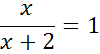 x/(x+2) = 1